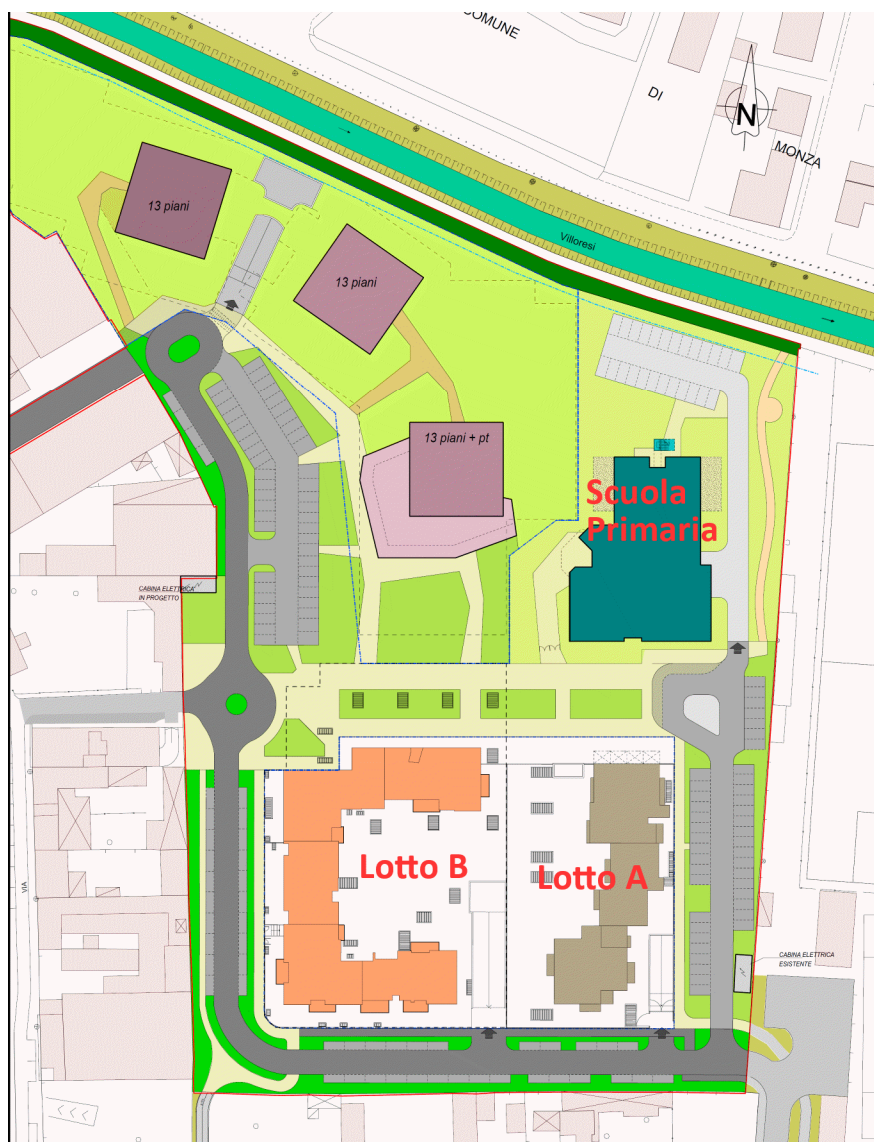 COMUNE
DI
MONZA
N
Villoresi
13 piani
13 piani
13 piani + pt
Scuola
Primaria
CABINA ELETTRICA
IN PROGETTO
Lotto B
Lotto A
VIA
CABINA ELETTRICA
ESISTENTE